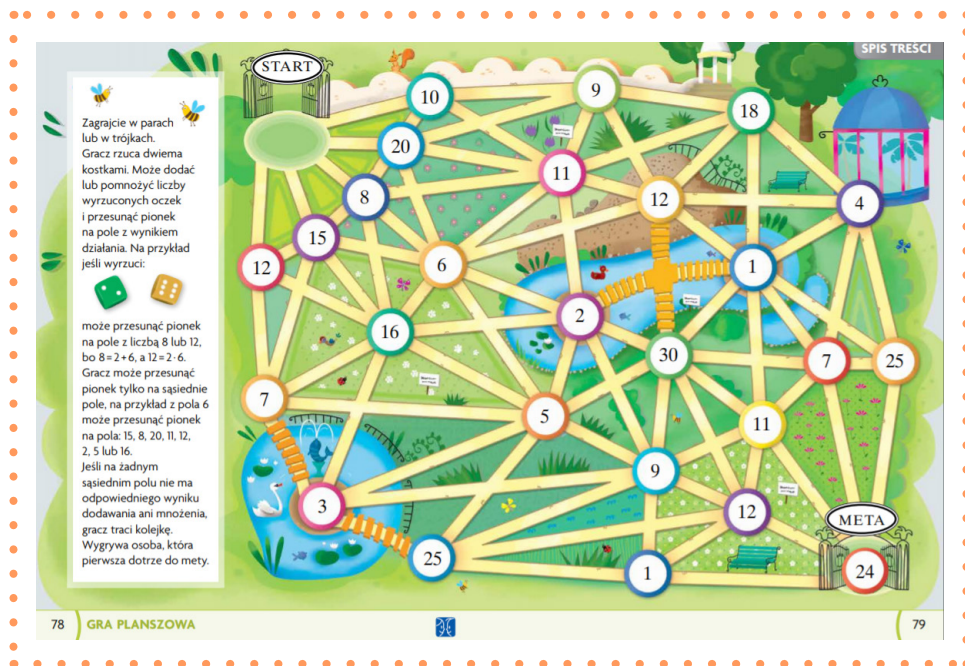 SPIS TREŚCI
START
Zagrajcie w parach
lub w trójkach.
Gracz rzuca dwiema
kostkami. Może dodać
lub pomnożyć liczby
wyrzuconych oczek
i przesunąć pionek
na pole z wynikiem
działania. Na przykład
jeśli wyrzuci:
może przesunąć pionek
na pole z liczbą 8 lub 12,
bo 8 = 2 + 6, a 12 = 2 · 6.
Gracz może przesunąć
pionek tylko na sąsiednie
pole, na przykład z pola 6
może przesunąć pionek
na pola: 15, 8, 20, 11, 12,
2, 5 lub 16.
Jeśli na żadnym
sąsiednim polu nie ma
odpowiedniego wyniku
dodawania ani mnożenia,
gracz traci kolejkę.
Wygrywa osoba, która
pierwsza dotrze do mety.
10
9
18
20
11
8
12
4
15
6
12
1
2
16
30
7
25
7
5
11
9
3
12
META
25
1
24
78
GRA PLANSZOWA
79